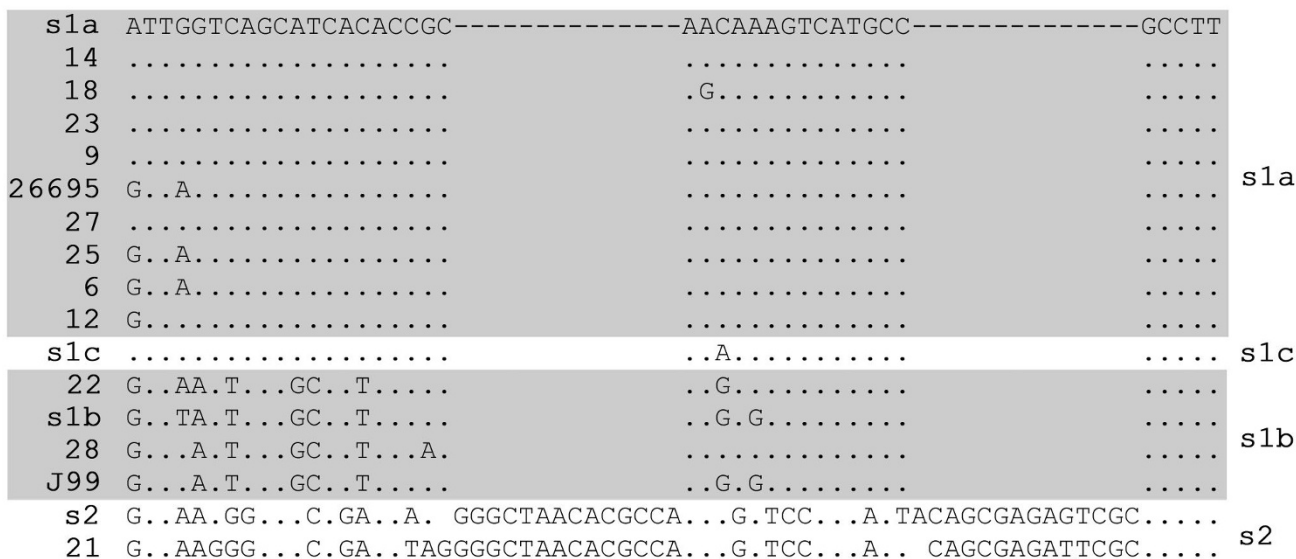 s1a ATTGGTCAGCATCACACCGC--------------AACAAAGTCATGCC--------------GCCTT
14 .................... .............. .....
18 .................... .G............ .....
23 .................... .............. .....
9 .................... .............. .....
s1a
26695 G..A................ .............. .....
27 .................... .............. .....
25 G..A................ .............. .....
6 G..A................ .............. .....
12 G................... .............. .....
s1c .................... ..A........... ..... s1c
22 G..AA.T...GC..T..... ..G........... .....
s1b G..TA.T...GC..T..... ..G.G......... .....
s1b
28 G...A.T...GC..T...A. .............. .....
J99 G...A.T...GC..T..... ..G.G......... .....
s2 G..AA.GG...C.GA..A. GGGCTAACACGCCA...G.TCC...A.TACAGCGAGAGTCGC.....
s2
21 G..AAGGG...C.GA..TAGGGGCTAACACGCCA...G.TCC...A.. CAGCGAGATTCGC.....